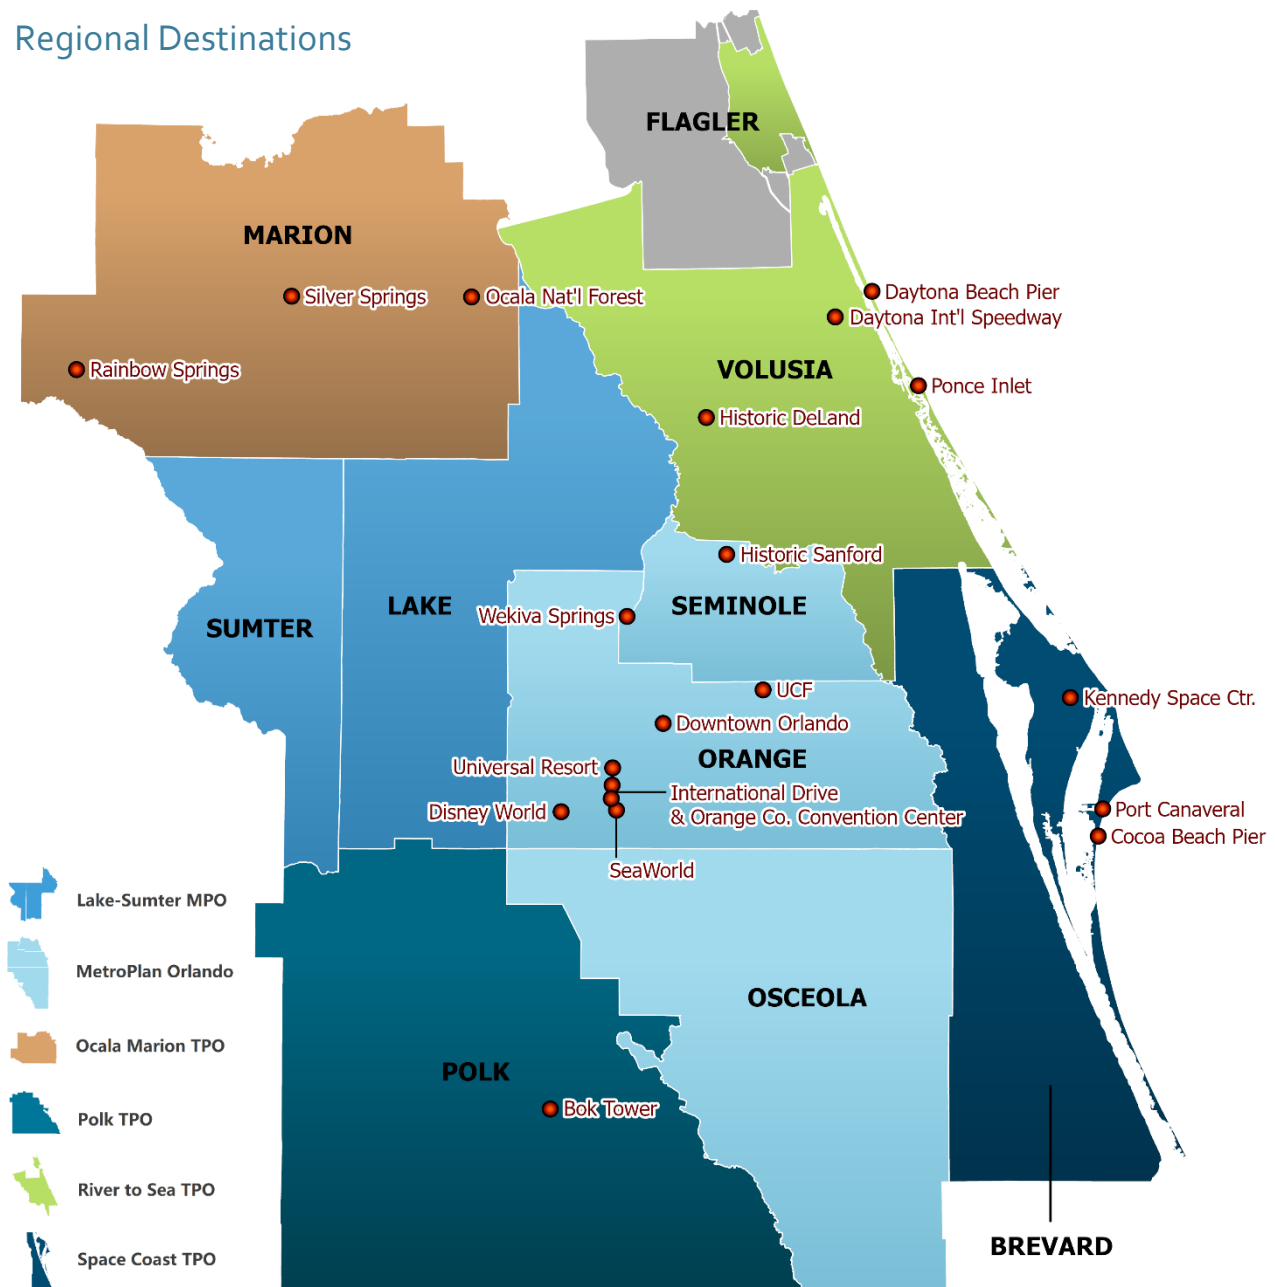 Regional Destinations
FLAGLER
MARION
Silver Springs
Ocala Nat'l Forest
Daytona Beach Pier
Daytona Int'l Speedway
Rainbow Springs
VOLUSIA
Ponce Inlet
Historic DeLand
Historic Sanford
LAKE
SEMINOLE
Wekiva Springs
SUMTER
UCF
Kennedy Space Ctr.
Downtown Orlando
ORANGE
Universal Resort
International Drive
& Orange Co. Convention Center
Disney World
Port Canaveral
Cocoa Beach Pier
SeaWorld
Lake-Sumter MPO
MetroPlan Orlando
OSCEOLA
Ocala Marion TPO
POLK
Bok Tower
Polk TPO
River to Sea TPO
BREVARD
Space Coast TPO